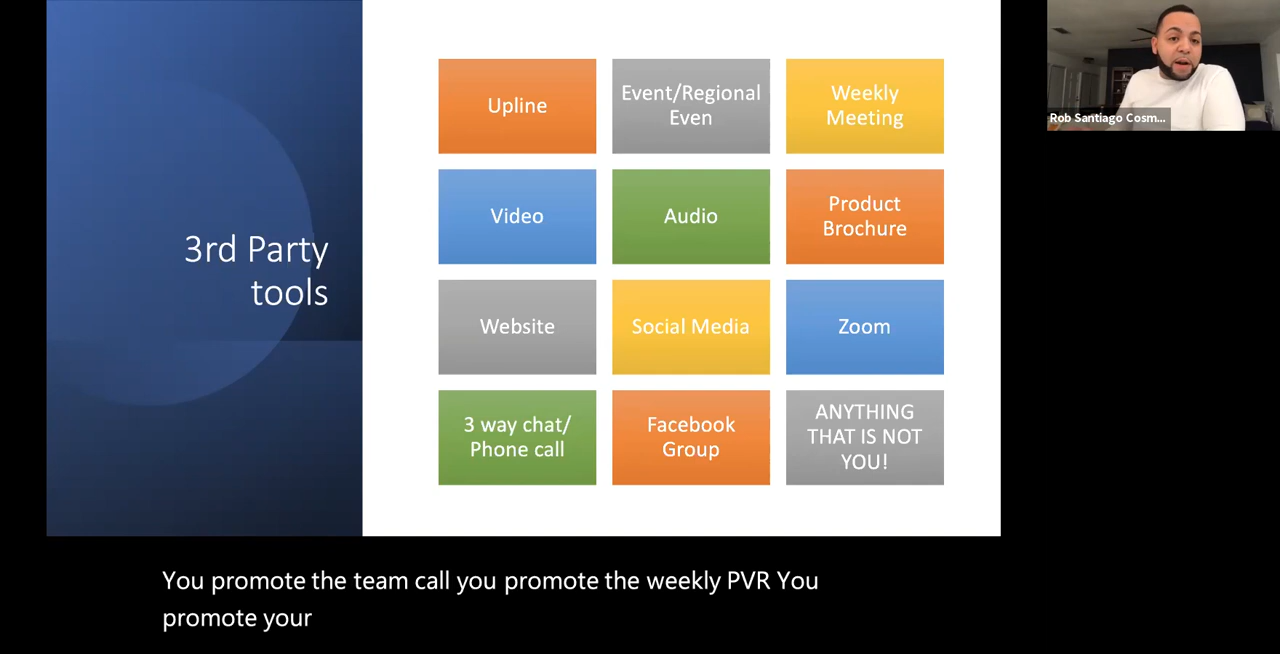 3rd Party
tools
Upline
Event/Regional
Even
Weekly
Meeting
Video
Audio
Product
Brochure
Website
Social Media
Zoom
3 way chat/
Phone call
Facebook
Group
ANYTHING
THAT IS NOT
YOU!
Rob Santiago Cosm...
You promote the team call you promote the weekly PVR You
promote your